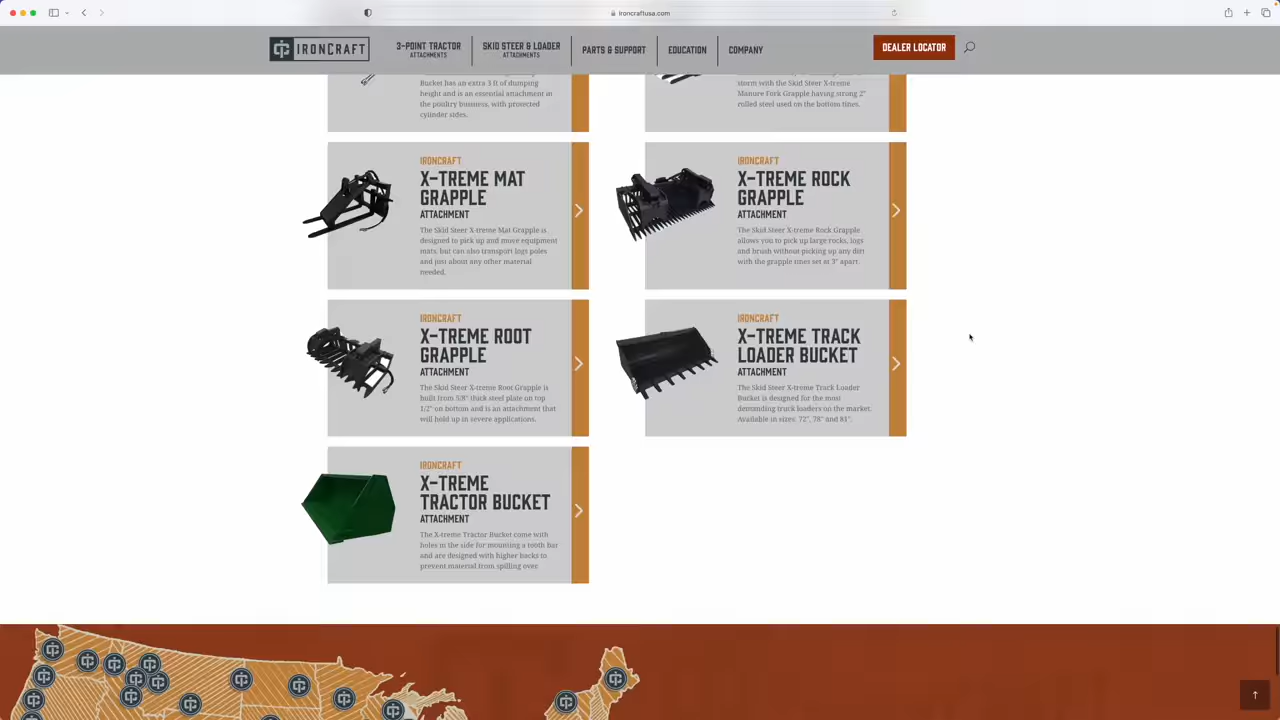 ironcraftusa.com
IRONCRAFT
3-POINT TRACTOR
ATTACHMENTS
SKID STEER & LOADER
ATTACHMENTS
PARTS & SUPPORT
EDUCATION
COMPANY
DEALER LOCATOR
Bucket has an extra 3 ft of dumping
height and is an essential attachment in
the poultry business, with protected
cylinder sides.
storm with the Skid Steer X-treme
Manure Fork Grapple having strong 2"
rolled steel used on the bottom tines.
IRONCRAFT
X-TREME MAT
GRAPPLE
ATTACHMENT
The Skid Steer X-treme Mat Grapple is
designed to pick up and move equipment
mats, but can also transport logs poles
and just about any other material
needed.
IRONCRAFT
X-TREME ROCK
GRAPPLE
ATTACHMENT
The Skid Steer X-treme Rock Grapple
allows you to pick up large rocks, logs
and brush without picking up any dirt
with the grapple tines set at 3" apart.
IRONCRAFT
X-TREME ROOT
GRAPPLE
ATTACHMENT
The Skid Steer X-treme Root Grapple is
built from 5/8" thick steel plate on top
1/2" on bottom and is an attachment that
will hold up in severe applications.
IRONCRAFT
X-TREME TRACK
LOADER BUCKET
ATTACHMENT
The Skid Steer X-treme Track Loader
Bucket is designed for the most
demanding track loaders on the market.
Available in sizes: 72", 78" and 81".
IRONCRAFT
X-TREME
TRACTOR BUCKET
ATTACHMENT
The X-treme Tractor Bucket come with
holes in the side for mounting a tooth bar
and are designed with higher backs to
prevent material from spilling over.